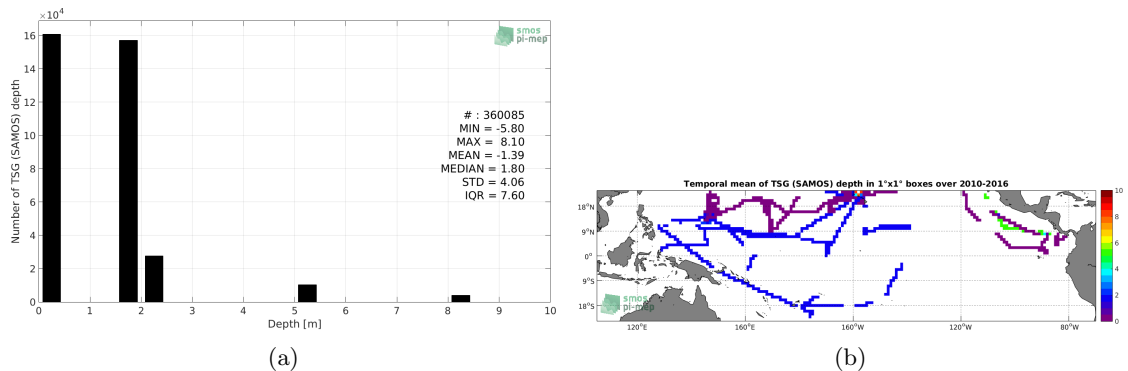 ×10⁴
16
14
12
10
8
6
4
2
0
Number of TSG (SAMOS) depth
smos
pi-mep
# : 360085
MIN = -5.80
MAX = 8.10
MEAN = -1.39
MEDIAN = 1.80
STD = 4.06
IQR = 7.60
0 1 2 3 4 5 6 7 8 9 10
Depth [m]
(a)
Temporal mean of TSG (SAMOS) depth in 1°x1° boxes over 2010-2016
18°N
9°N
0°
9°S
18°S
smos
pi-mep
120°E 160°E 160°W 120°W 80°W
10
8
6
4
2
0
(b)